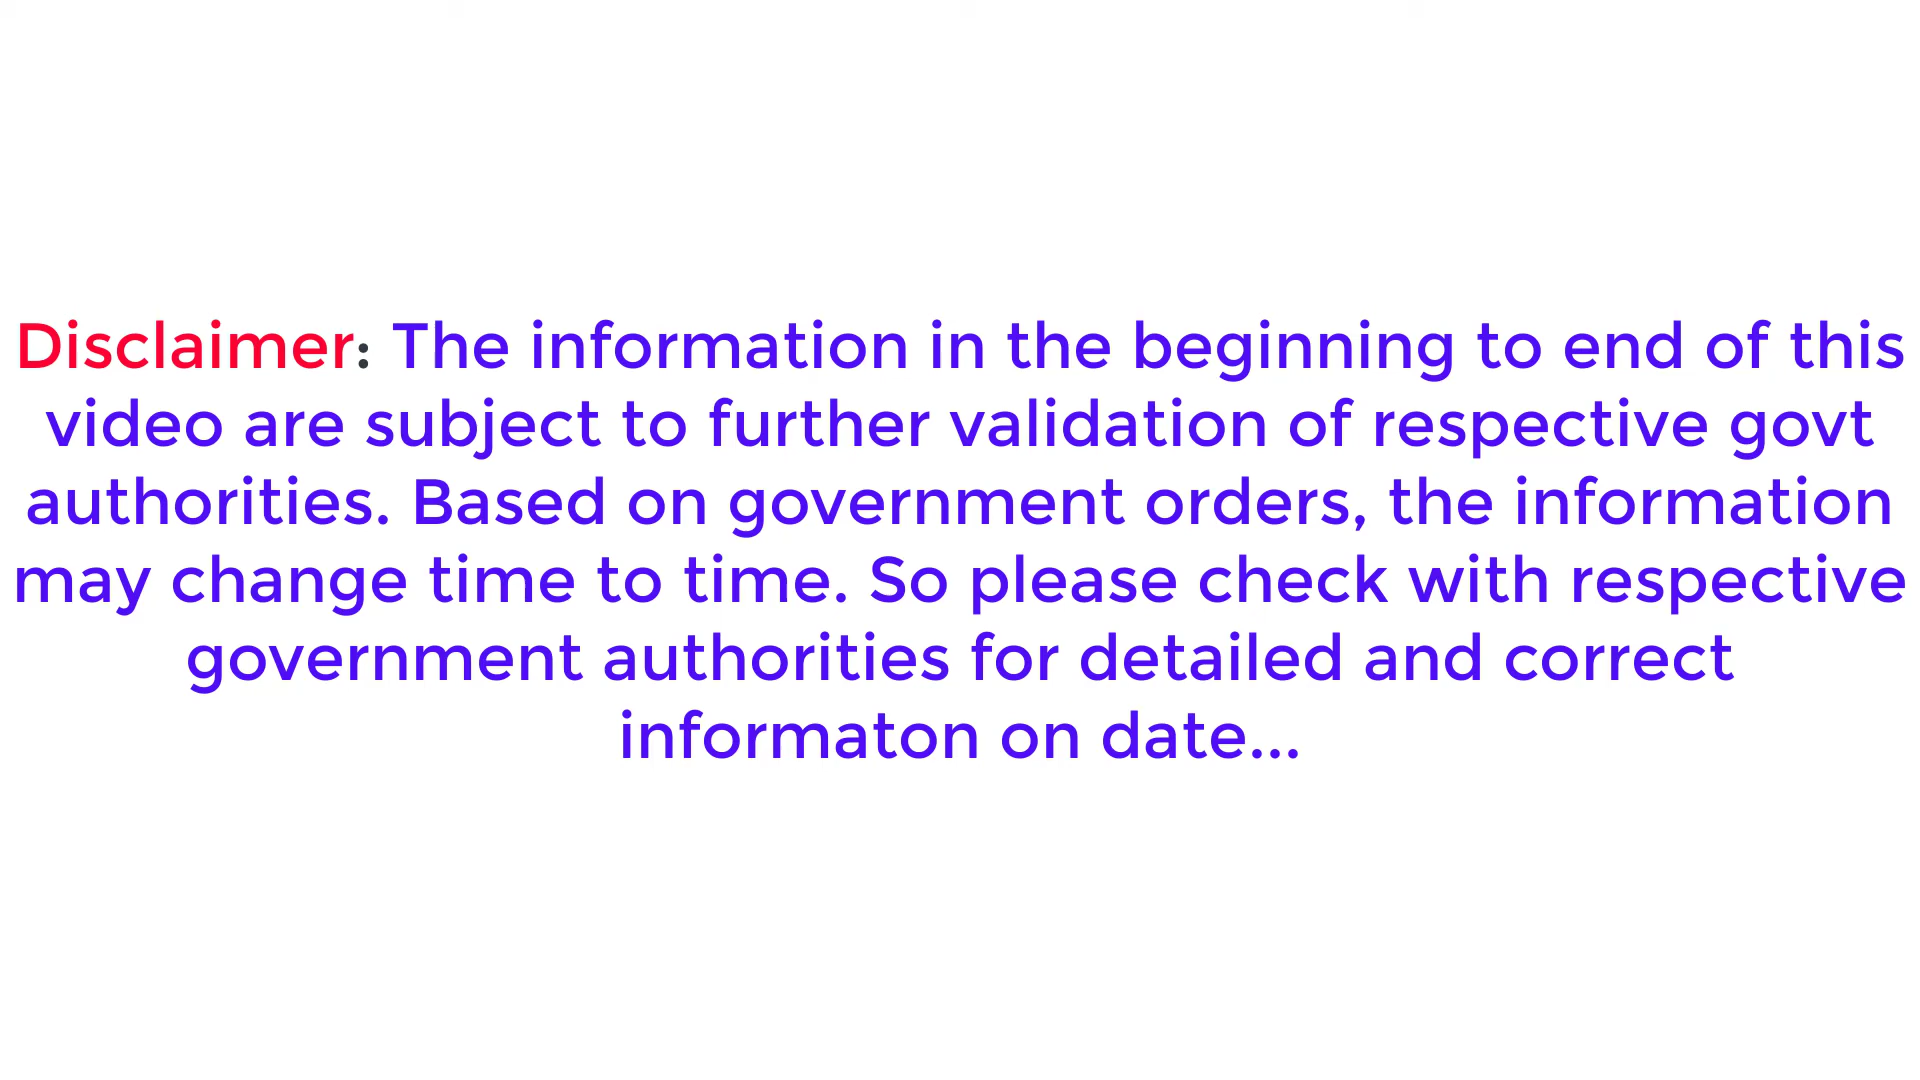 Disclaimer: The information in the beginning to end of this
video are subject to further validation of respective govt
authorities. Based on government orders, the information
may change time to time. So please check with respective
government authorities for detailed and correct
informaton on date...